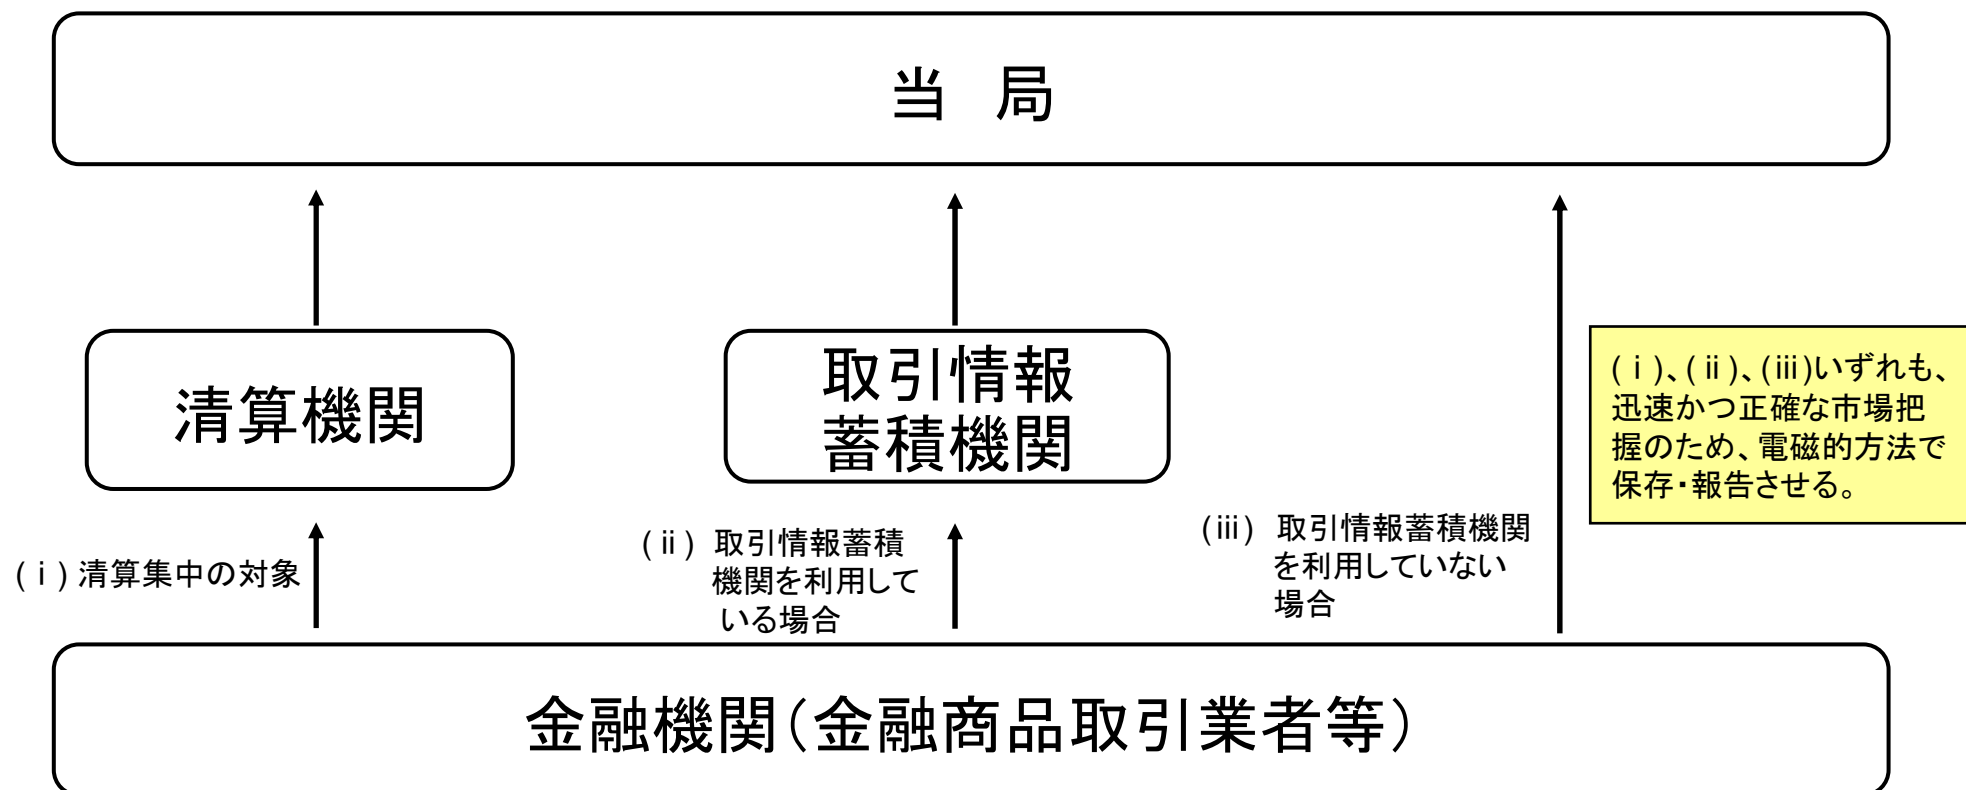 当　局
清算機関
取引情報
蓄積機関
(ⅰ)、(ⅱ)、(ⅲ)いずれも、
迅速かつ正確な市場把
握のため、電磁的方法で
保存・報告させる。
(ⅰ)清算集中の対象
(ⅱ) 取引情報蓄積
機関を利用して
いる場合
(ⅲ) 取引情報蓄積機関
を利用していない
場合
金融機関(金融商品取引業者等)